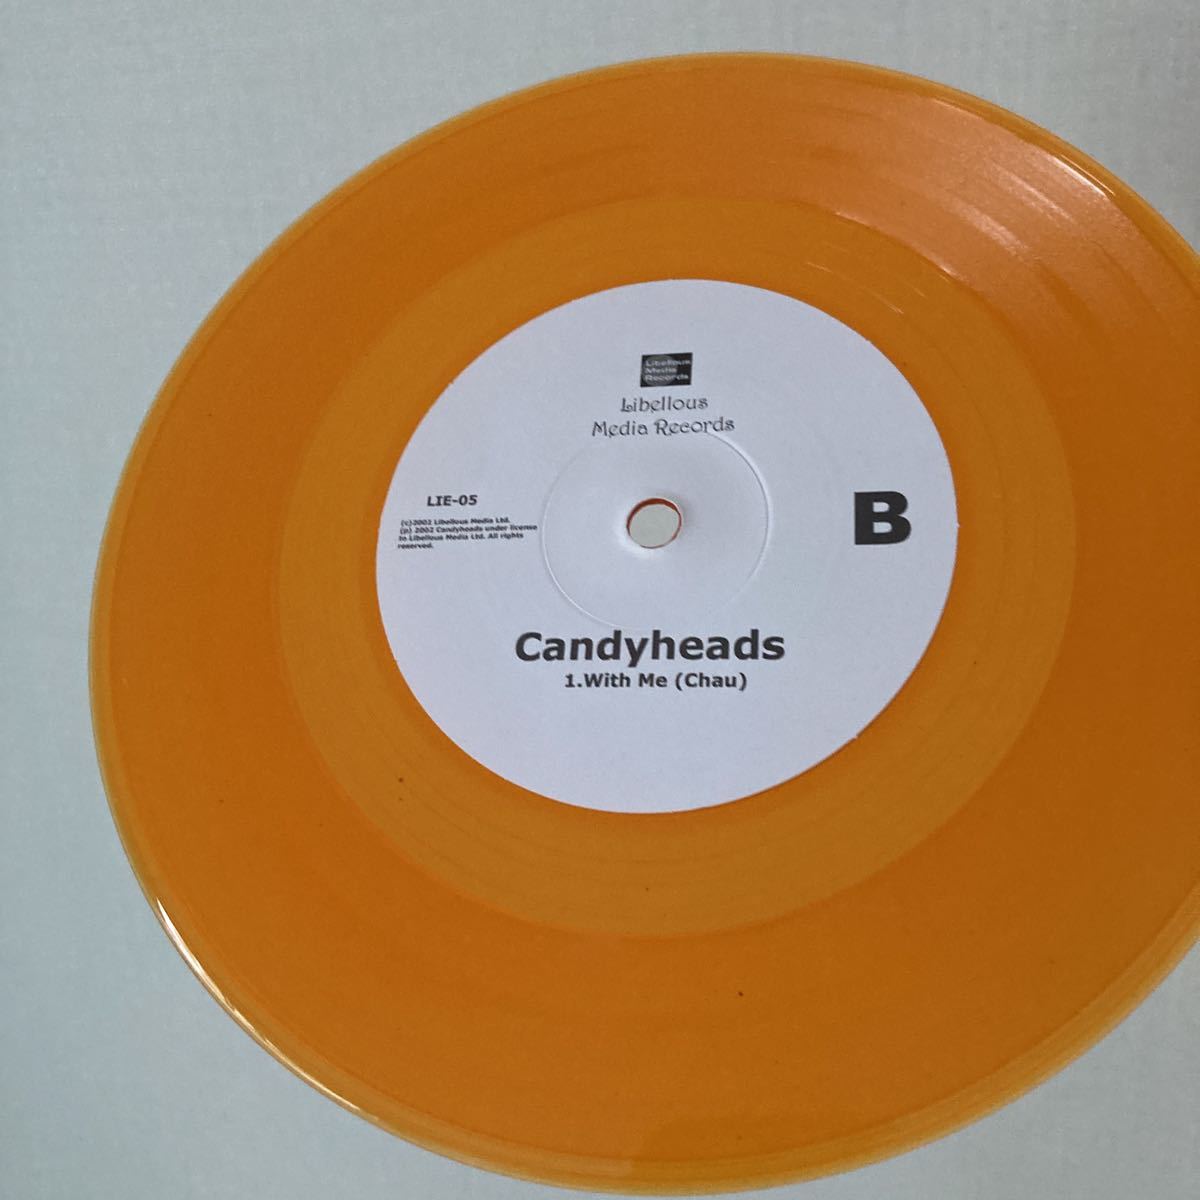 Libellous
Media
Records
Libellous
Media Records
LIE-05
(c)2002 Libellous Media Ltd.
(p) 2002 Candyheads under license
to Libellous Media Ltd. All rights
reserved.
B
Candyheads
1.With Me (Chau)